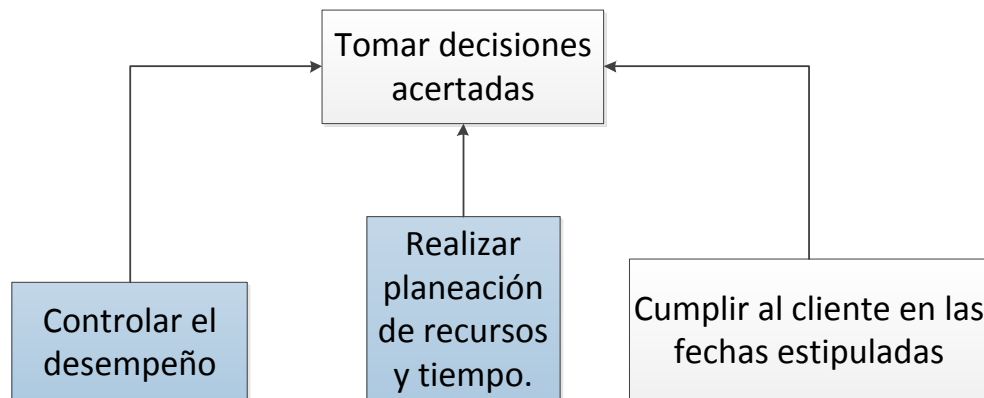 Tomar decisiones
acertadas
Controlar el
desempeño
Realizar
planeación
de recursos
y tiempo.
Cumplir al cliente en las
fechas estipuladas